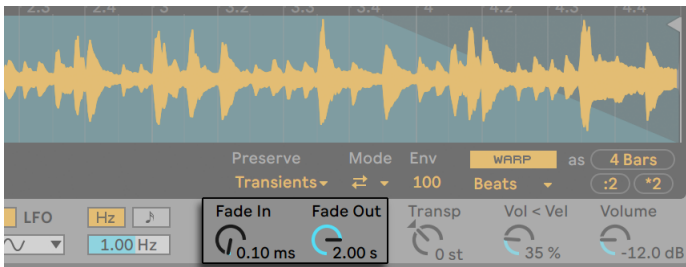 2.3 2.4 3 3.2 3.3 3.4 4 4.2 4.3 4.4
Preserve Mode Env WARP as 4 Bars
Transients 100 Beats :2 *2
LFO Hz Fade In Fade Out Transp Vol < Vel Volume
1.00 Hz 0.10 ms 2.00 s 0 st 35 % -12.0 dB